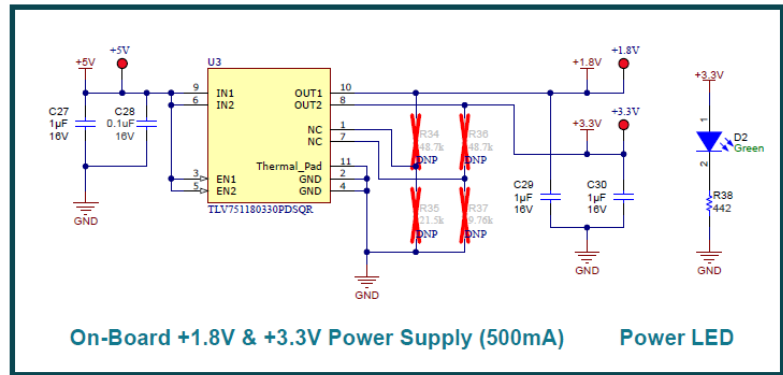 +5V
+5V
C27
1µF
16V
C28
0.1uF
16V
GND
U3
9 IN1 OUT1 10
6 IN2 OUT2 8
NC 1
NC 7
Thermal_Pad 11
3 EN1 GND 2
5 EN2 GND 4
TLV751180330PDSQR
R34
48.7k
DNP
R36
48.7k
DNP
R35
21.5k
DNP
R37
9.76k
DNP
GND
+1.8V
+1.8V
+3.3V
+3.3V
C29
1µF
16V
C30
1µF
16V
GND
+3.3V
1
D2
Green
2
R38
442
GND
On-Board +1.8V & +3.3V Power Supply (500mA)
Power LED